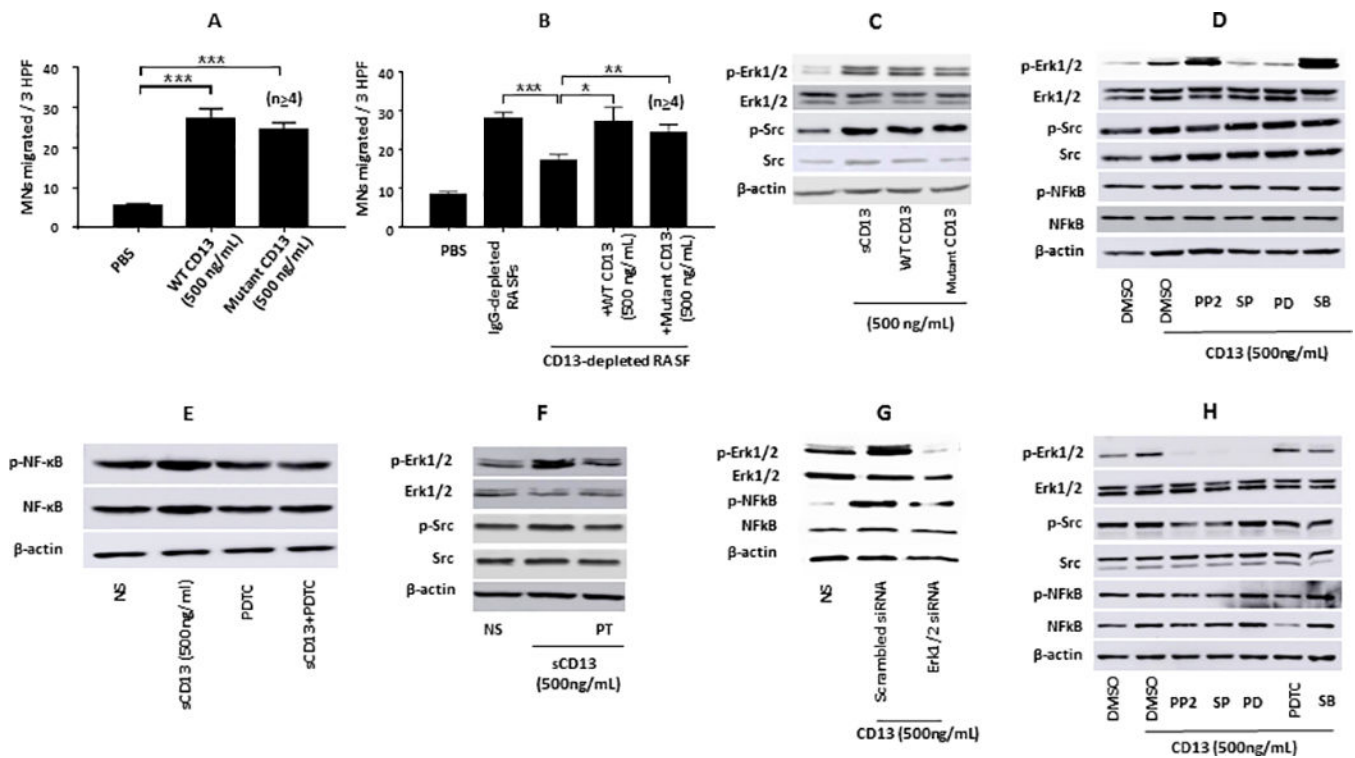 A
MNs migrated / 3 HPF
40
30
20
10
0
***
***
(n≥4)
PBS
WT CD13
(500 ng/mL)
Mutant CD13
(500 ng/mL)
B
MNs migrated / 3 HPF
40
30
20
10
0
***
**
*
(n≥4)
PBS
IgG-depleted
RA SFs
+WT CD13
(500 ng/mL)
+Mutant CD13
(500 ng/mL)
CD13-depleted RA SF
C
p-Erk1/2
Erk1/2
p-Src
Src
β-actin
sCD13
WT CD13
Mutant CD13
(500 ng/mL)
D
p-Erk1/2
Erk1/2
p-Src
Src
p-NFkB
NFkB
β-actin
DMSO
DMSO
PP2
SP
PD
SB
CD13 (500ng/mL)
E
p-NF-κB
NF-κB
β-actin
NS
sCD13 (500ng/ml)
PDTC
sCD13+PDTC
F
p-Erk1/2
Erk1/2
p-Src
Src
β-actin
NS
PT
sCD13
(500ng/mL)
G
p-Erk1/2
Erk1/2
p-NFkB
NFkB
β-actin
NS
Scrambled siRNA
Erk1/2 siRNA
CD13 (500ng/mL)
H
p-Erk1/2
Erk1/2
p-Src
Src
p-NFkB
NFkB
β-actin
DMSO
DMSO
PP2
SP
PD
PDTC
SB
CD13 (500ng/mL)